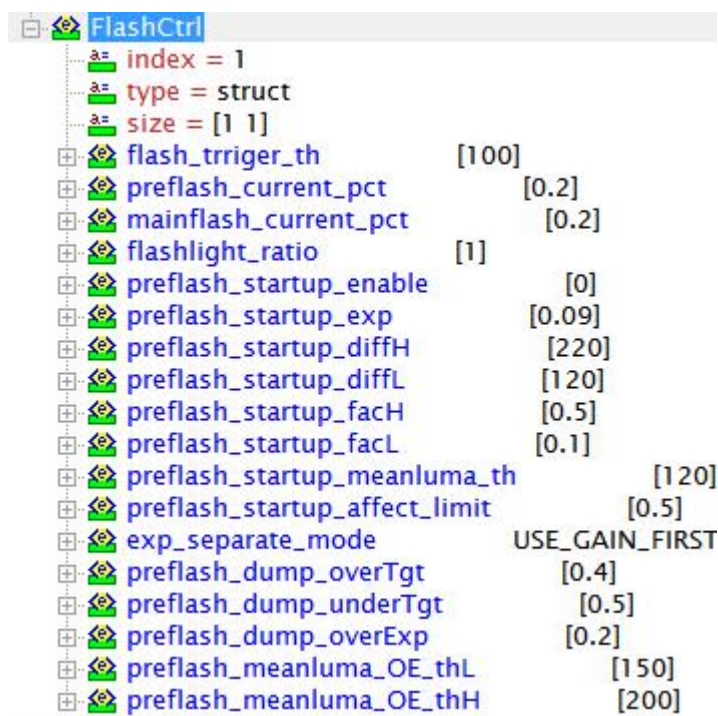 FlashCtrl
index = 1
type = struct
size = [1 1]
flash_trriger_th [100]
preflash_current_pct [0.2]
mainflash_current_pct [0.2]
flashlight_ratio [1]
preflash_startup_enable [0]
preflash_startup_exp [0.09]
preflash_startup_diffH [220]
preflash_startup_diffL [120]
preflash_startup_facH [0.5]
preflash_startup_facL [0.1]
preflash_startup_meanluma_th [120]
preflash_startup_affect_limit [0.5]
exp_separate_mode USE_GAIN_FIRST
preflash_dump_overTgt [0.4]
preflash_dump_underTgt [0.5]
preflash_dump_overExp [0.2]
preflash_meanluma_OE_thL [150]
preflash_meanluma_OE_thH [200]